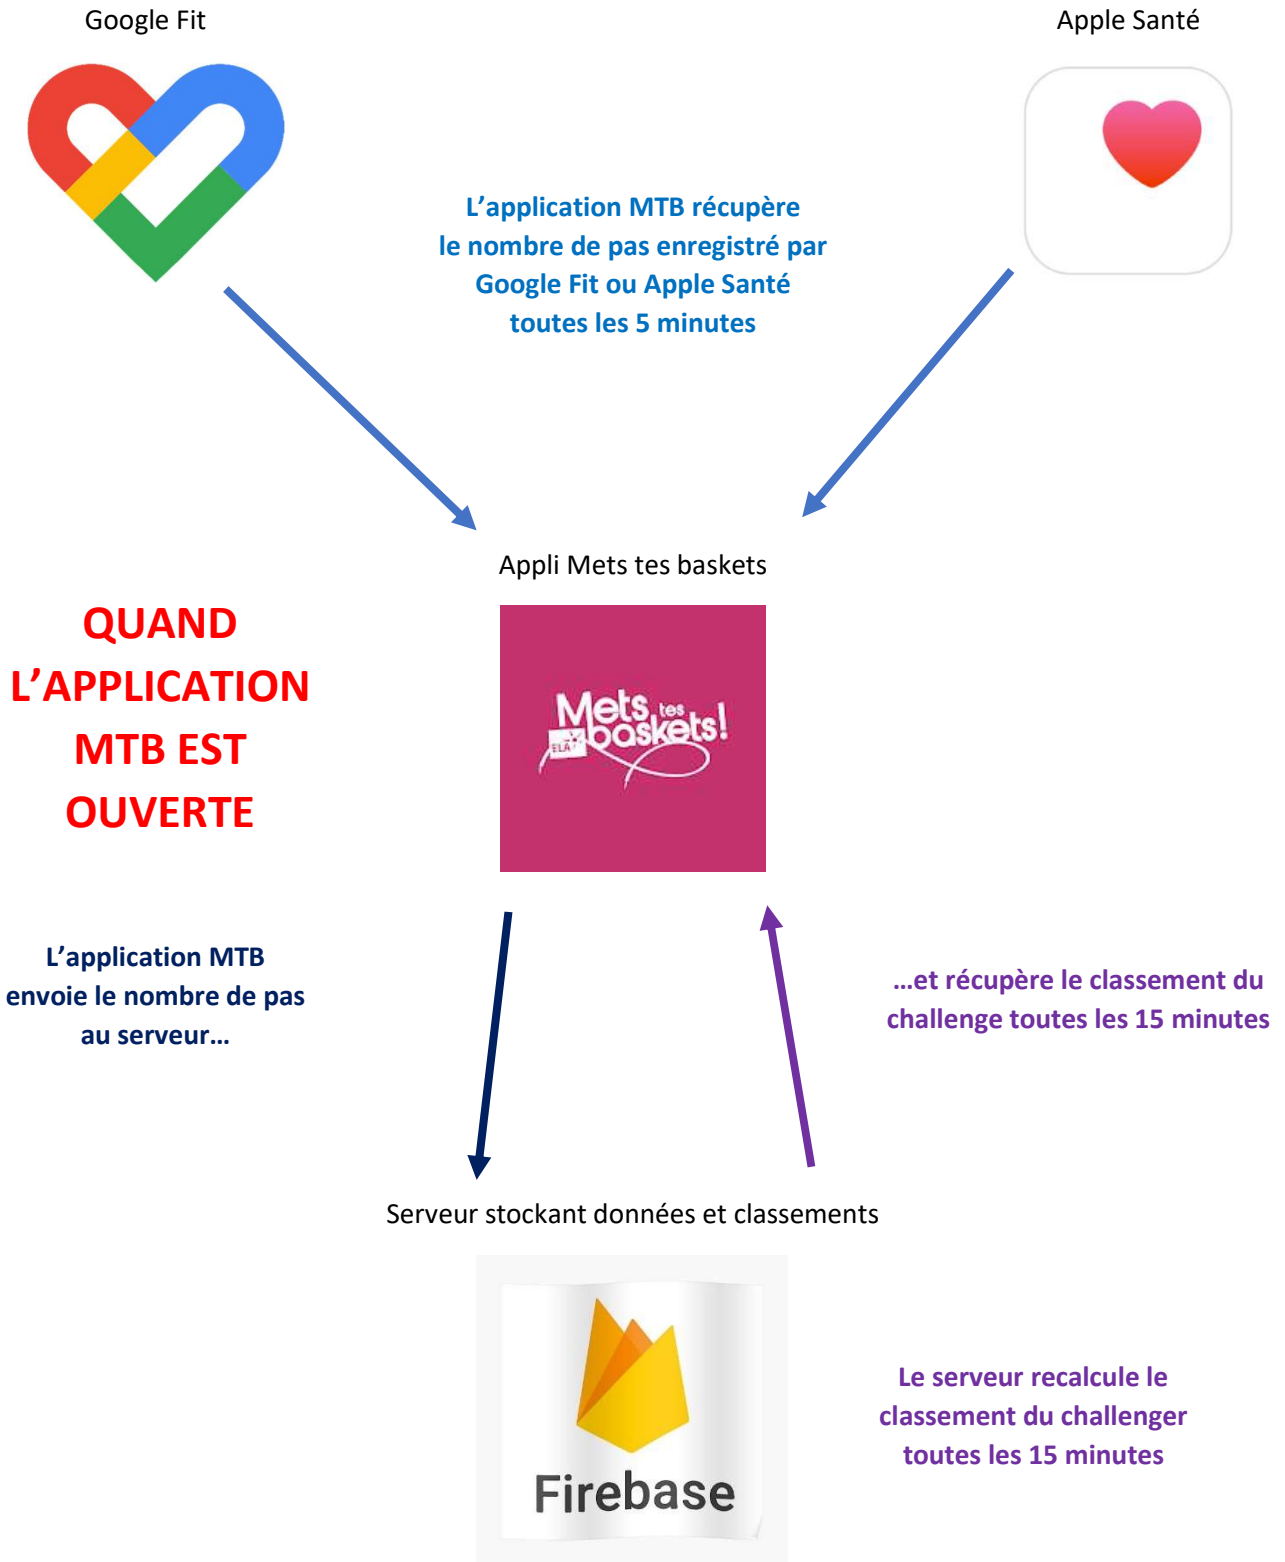 Google Fit
Apple Santé
L'application MTB récupère
le nombre de pas enregistré par
Google Fit ou Apple Santé
toutes les 5 minutes
Appli Mets tes baskets
QUAND
L'APPLICATION
MTB EST
OUVERTE
Mets tes
baskets!
ELA
L'application MTB
envoie le nombre de pas
au serveur…
…et récupère le classement du
challenge toutes les 15 minutes
Serveur stockant données et classements
Firebase
Le serveur recalcule le
classement du challenger
toutes les 15 minutes